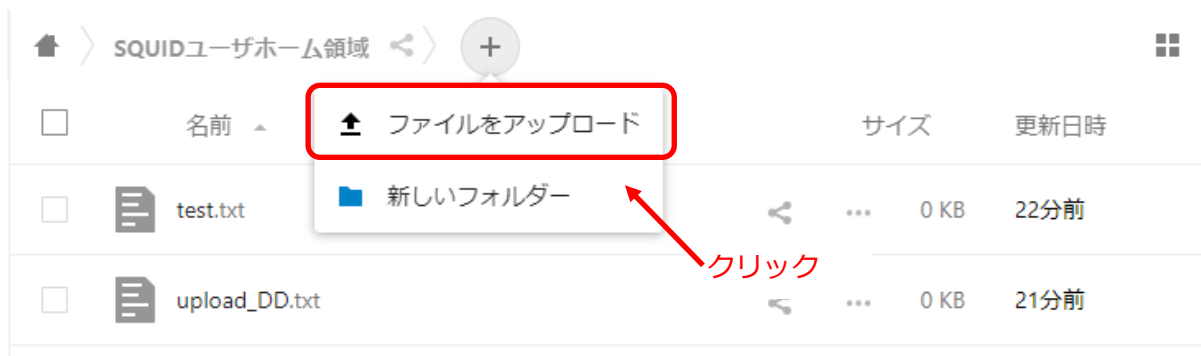 SQUIDユーザホーム領域
名前 ファイルをアップロード サイズ 更新日時
新しいフォルダー
test.txt 0 KB 22分前
クリック
upload_DD.txt 0 KB 21分前